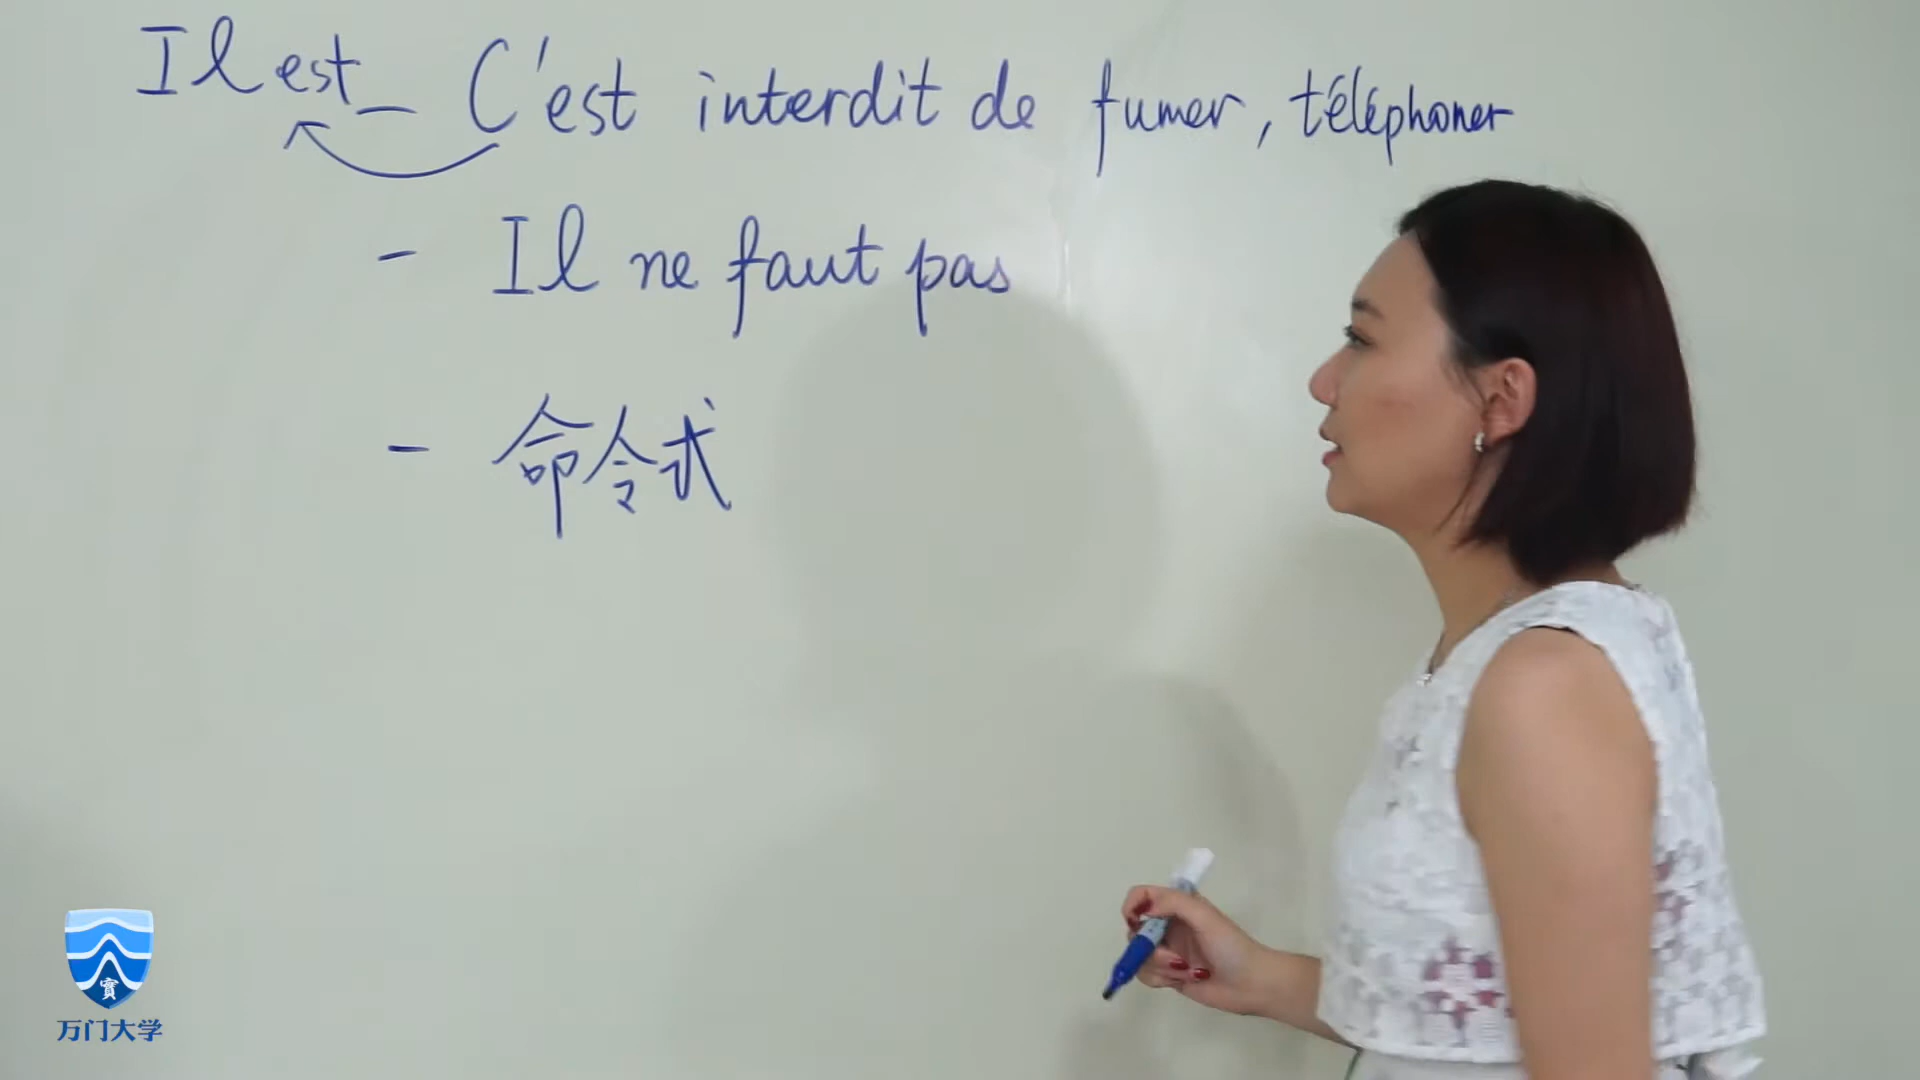 Il est – C'est interdit de fumer, téléphoner
– Il ne faut pas
– 命令式
實
万门大学